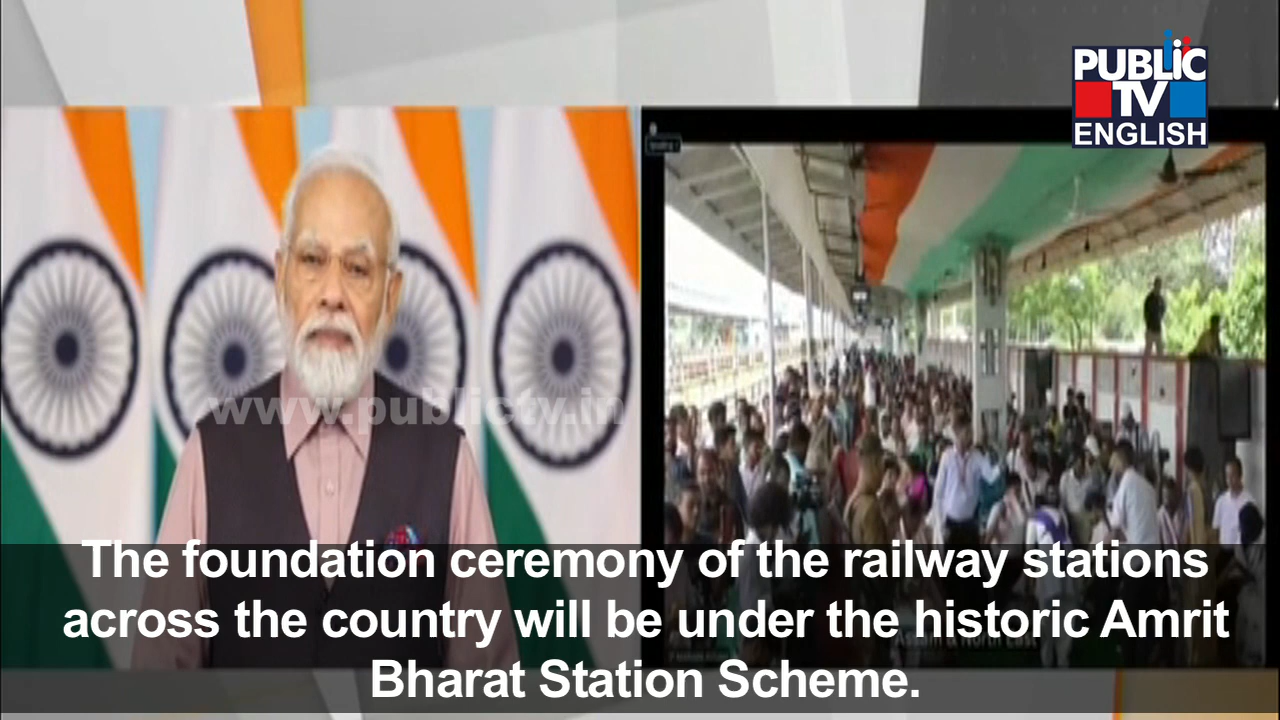 PUBLIC
TV
ENGLISH
www.publictv.in
The foundation ceremony of the railway stations
across the country will be under the historic Amrit
Bharat Station Scheme.